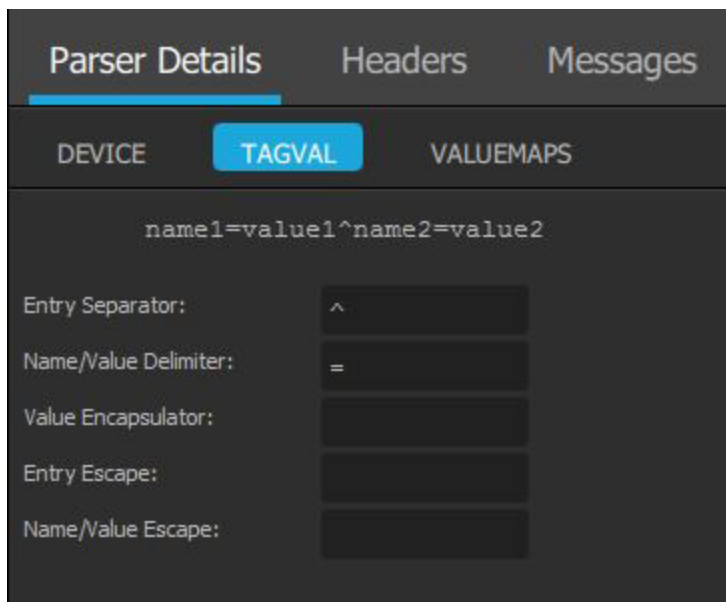 Parser Details Headers Messages
DEVICE TAGVAL VALUEMAPS
name1=value1^name2=value2
Entry Separator: ^
Name/Value Delimiter: =
Value Encapsulator:
Entry Escape:
Name/Value Escape: